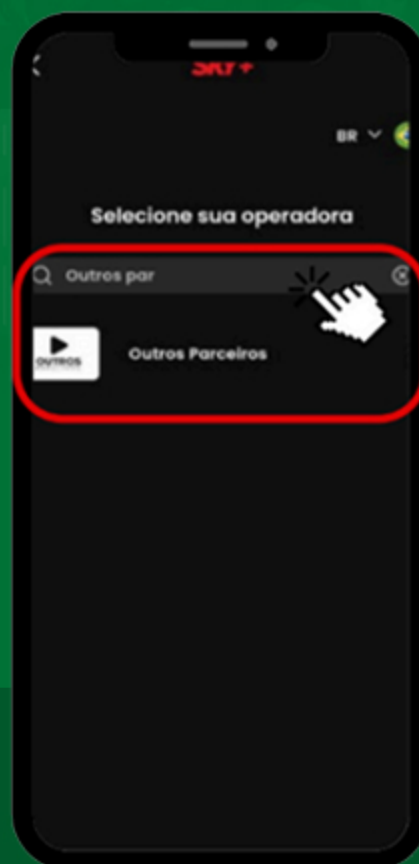 SKY+
BR
Selecione sua operadora
Outros par
OUTROS
Outros Parceiros